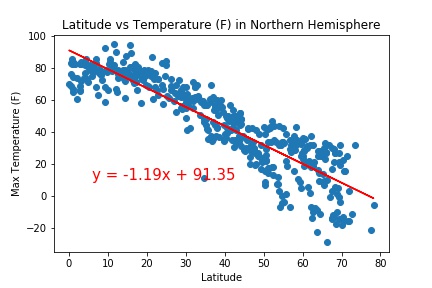 Latitude vs Temperature (F) in Northern Hemisphere
100
80
60
40
20
0
−20
Max Temperature (F)
y = -1.19x + 91.35
0 10 20 30 40 50 60 70 80
Latitude